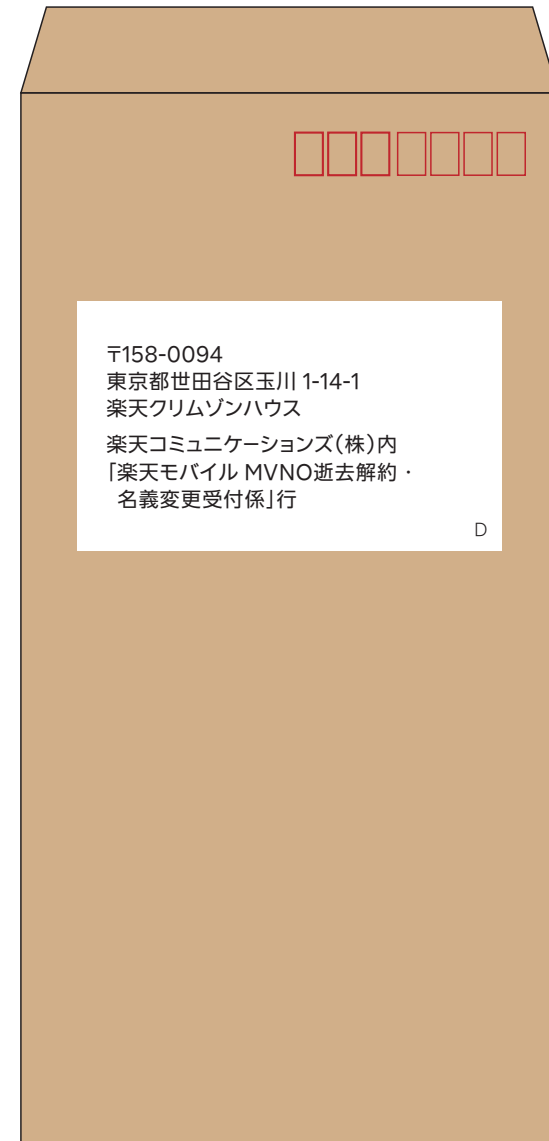 〒158-0094
東京都世田谷区玉川 1-14-1
楽天クリムゾンハウス
楽天コミュニケーションズ(株)内
「楽天モバイル MVNO逝去解約・
名義変更受付係」行
D